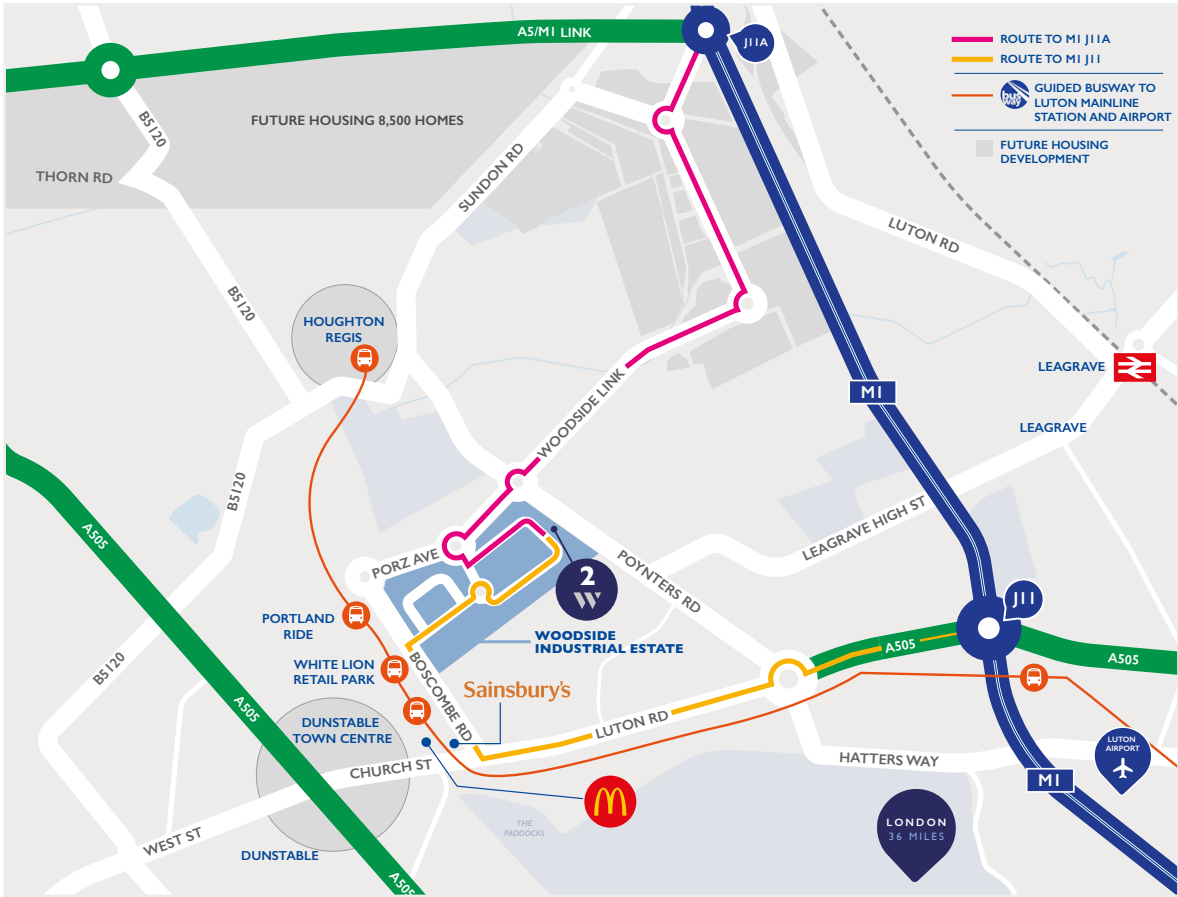 A5/M1 LINK
J11A
ROUTE TO M1 J11A
ROUTE TO M1 J11
bus
way
GUIDED BUSWAY TO
LUTON MAINLINE
STATION AND AIRPORT
FUTURE HOUSING
DEVELOPMENT
B5120
FUTURE HOUSING 8,500 HOMES
THORN RD
SUNDON RD
LUTON RD
B5120
HOUGHTON
REGIS
LEAGRAVE
M1
WOODSIDE LINK
LEAGRAVE
B5120
A505
LEAGRAVE HIGH ST
PORZ AVE
POYNTERS RD
2
J11
PORTLAND
RIDE
WOODSIDE
INDUSTRIAL ESTATE
A505
A505
B5120
WHITE LION
RETAIL PARK
BOSCOMBE RD
Sainsbury's
A505
DUNSTABLE
TOWN CENTRE
LUTON RD
LUTON
AIRPORT
HATTERS WAY
CHURCH ST
M1
THE
PADDOCKS
LONDON
36 MILES
WEST ST
DUNSTABLE
A505